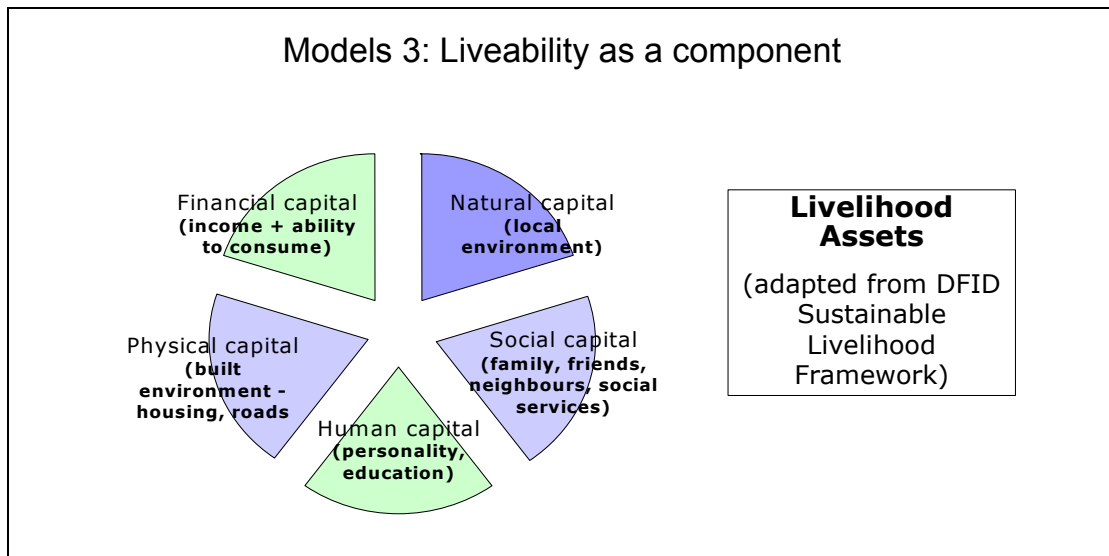 Models 3: Liveability as a component
Financial capital
(income + ability
to consume)
Natural capital
(local
environment)
Livelihood
Assets
(adapted from DFID
Sustainable
Livelihood
Framework)
Physical capital
(built
environment -
housing, roads
Social capital
(family, friends,
neighbours, social
services)
Human capital
(personality,
education)